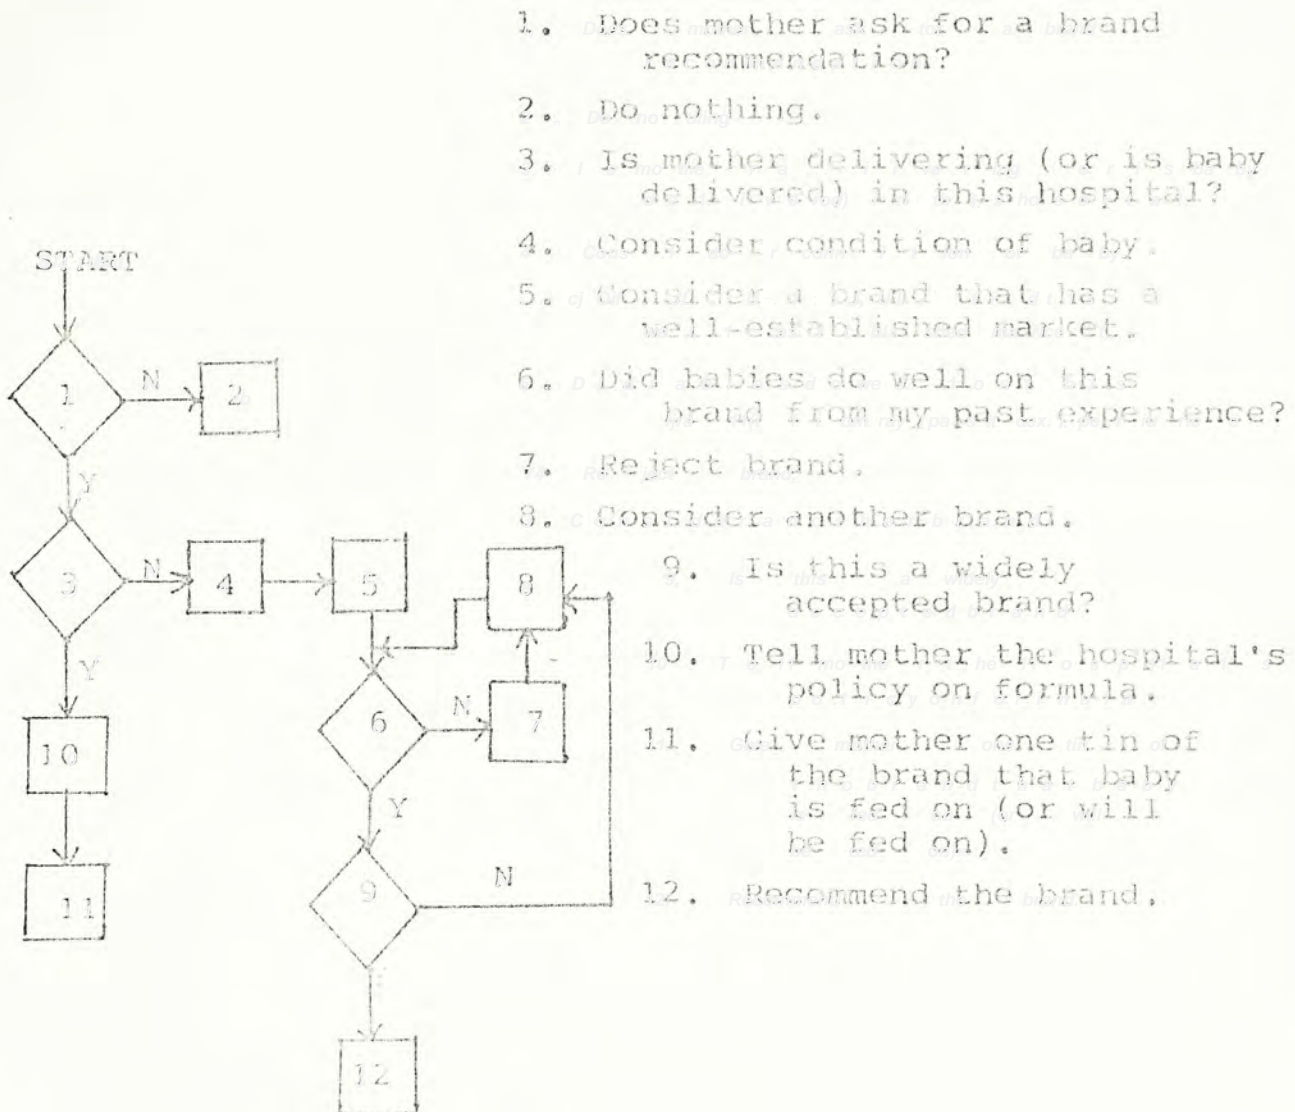 1. Does mother ask for a brand
recommendation?
2. Do nothing.
3. Is mother delivering (or is baby
delivered) in this hospital?
4. Consider condition of baby.
5. Consider a brand that has a
well-established market.
6. Did babies do well on this
brand from my past experience?
7. Reject brand.
8. Consider another brand.
9. Is this a widely
accepted brand?
10. Tell mother the hospital's
policy on formula.
11. Give mother one tin of
the brand that baby
is fed on (or will
be fed on).
12. Recommend the brand.
START
1
N
2
Y
3
N
4
5
8
Y
6
N
7
10
Y
9
N
11
12